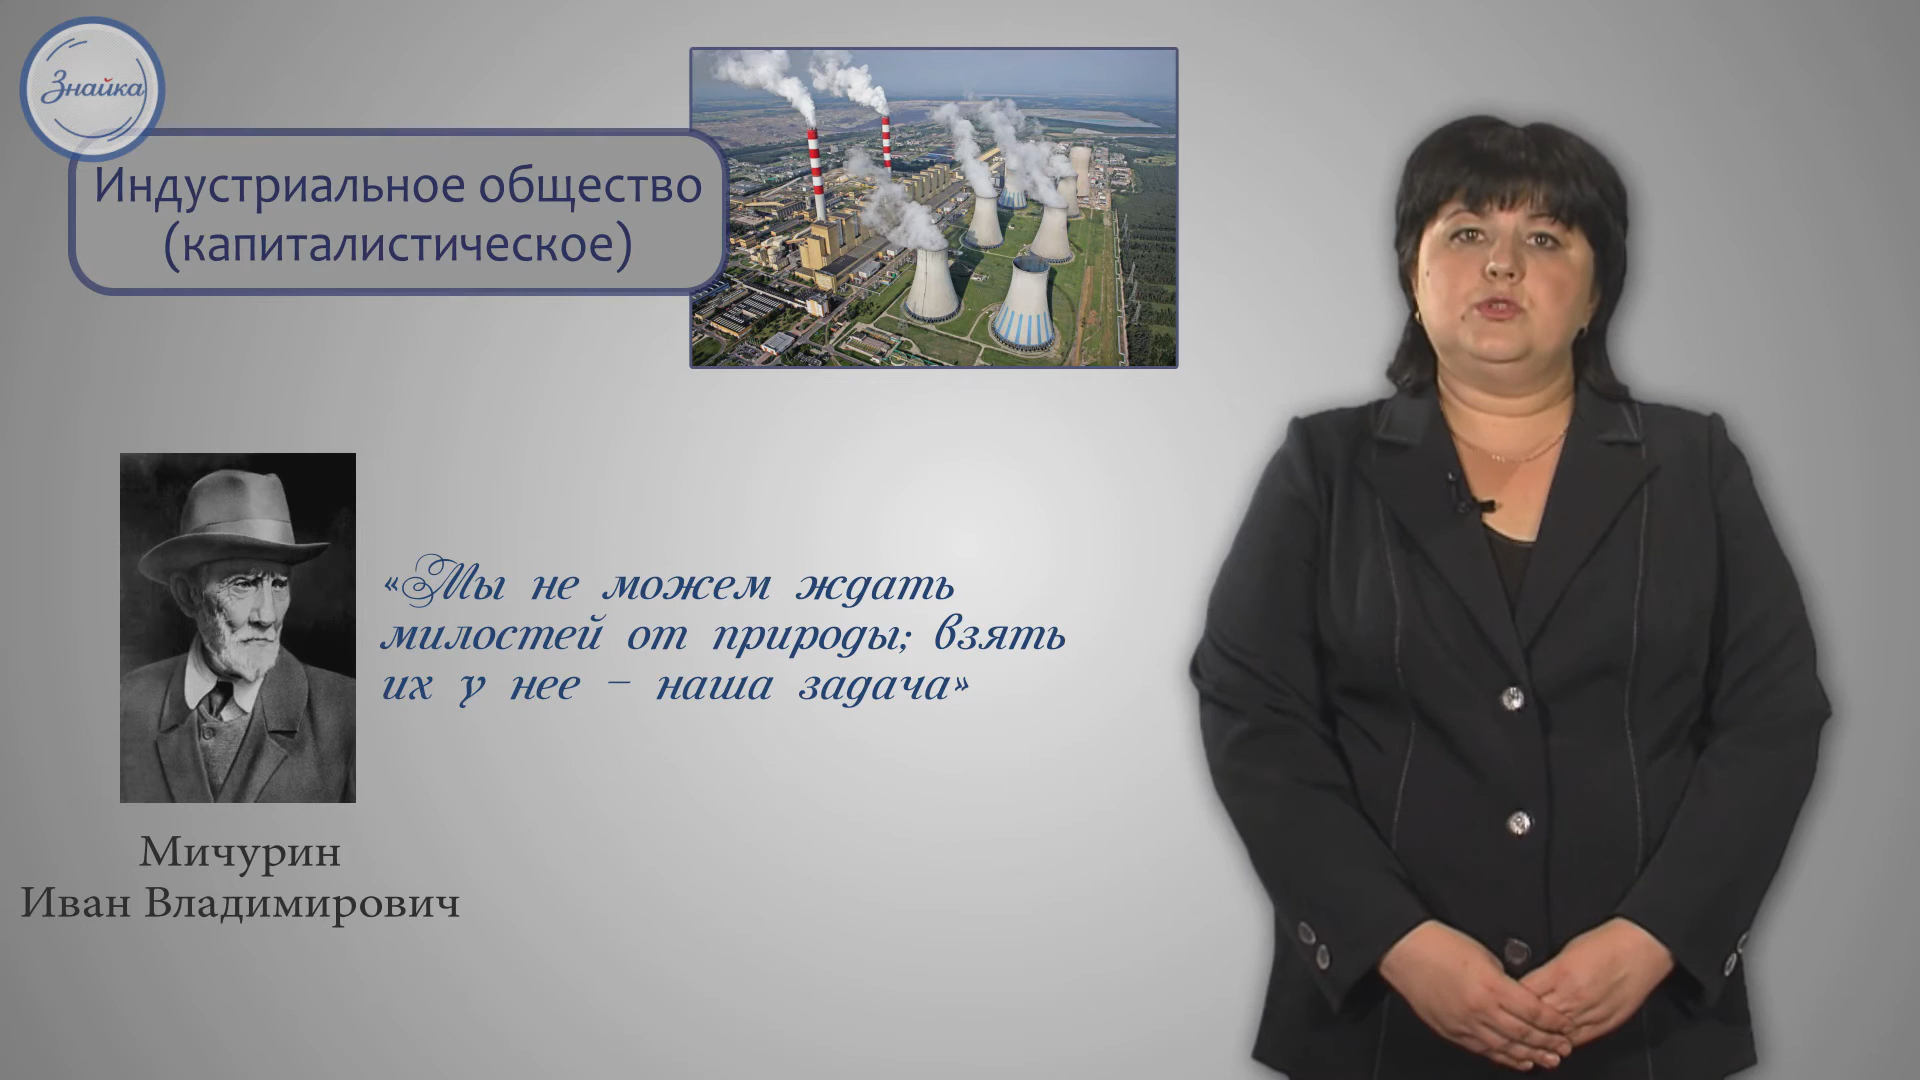 Знайка
Индустриальное общество
(капиталистическое)
«Мы не можем ждать
милостей от природы; взять
их у нее – наша задача»
Мичурин
Иван Владимирович